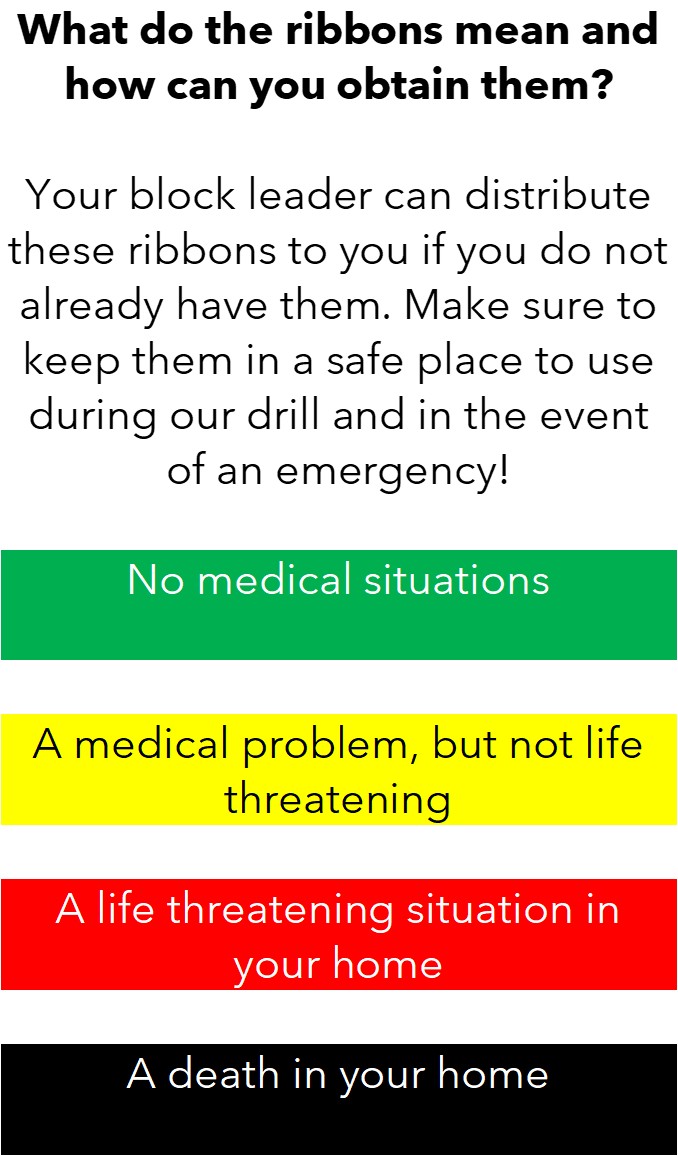 What do the ribbons mean and
how can you obtain them?
Your block leader can distribute
these ribbons to you if you do not
already have them. Make sure to
keep them in a safe place to use
during our drill and in the event
of an emergency!
No medical situations
A medical problem, but not life
threatening
A life threatening situation in
your home
A death in your home